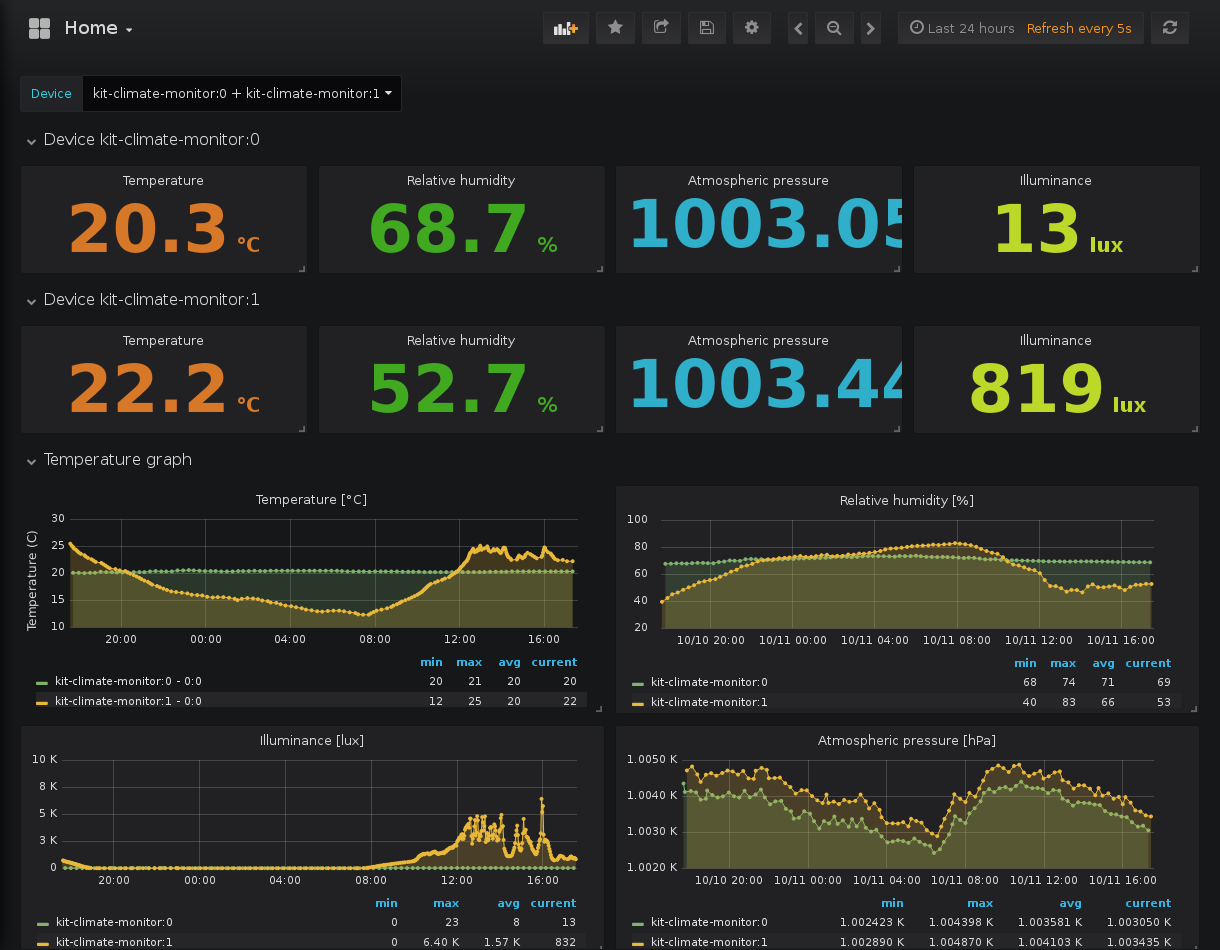 Home
Last 24 hours Refresh every 5s
Device kit-climate-monitor:0 + kit-climate-monitor:1
Device kit-climate-monitor:0
Temperature Relative humidity Atmospheric pressure Illuminance
20.3 °C 68.7 % 1003.05 13 lux
Device kit-climate-monitor:1
Temperature Relative humidity Atmospheric pressure Illuminance
22.2 °C 52.7 % 1003.44 819 lux
Temperature graph
Temperature [°C]
Temperature (C)
30
25
20
15
10
20:00 00:00 04:00 08:00 12:00 16:00
min max avg current
kit-climate-monitor:0 - 0:0 20 21 20 20
kit-climate-monitor:1 - 0:0 12 25 20 22
Relative humidity [%]
100
80
60
40
20
10/10 20:00 10/11 00:00 10/11 04:00 10/11 08:00 10/11 12:00 10/11 16:00
min max avg current
kit-climate-monitor:0 68 74 71 69
kit-climate-monitor:1 40 83 66 53
Illuminance [lux]
10 K
8 K
5 K
3 K
0
20:00 00:00 04:00 08:00 12:00 16:00
min max avg current
kit-climate-monitor:0 0 23 8 13
kit-climate-monitor:1 0 6.40 K 1.57 K 832
Atmospheric pressure [hPa]
1.0050 K
1.0040 K
1.0030 K
1.0020 K
10/10 20:00 10/11 00:00 10/11 04:00 10/11 08:00 10/11 12:00 10/11 16:00
min max avg current
kit-climate-monitor:0 1.002423 K 1.004398 K 1.003581 K 1.003050 K
kit-climate-monitor:1 1.002890 K 1.004870 K 1.004103 K 1.003435 K